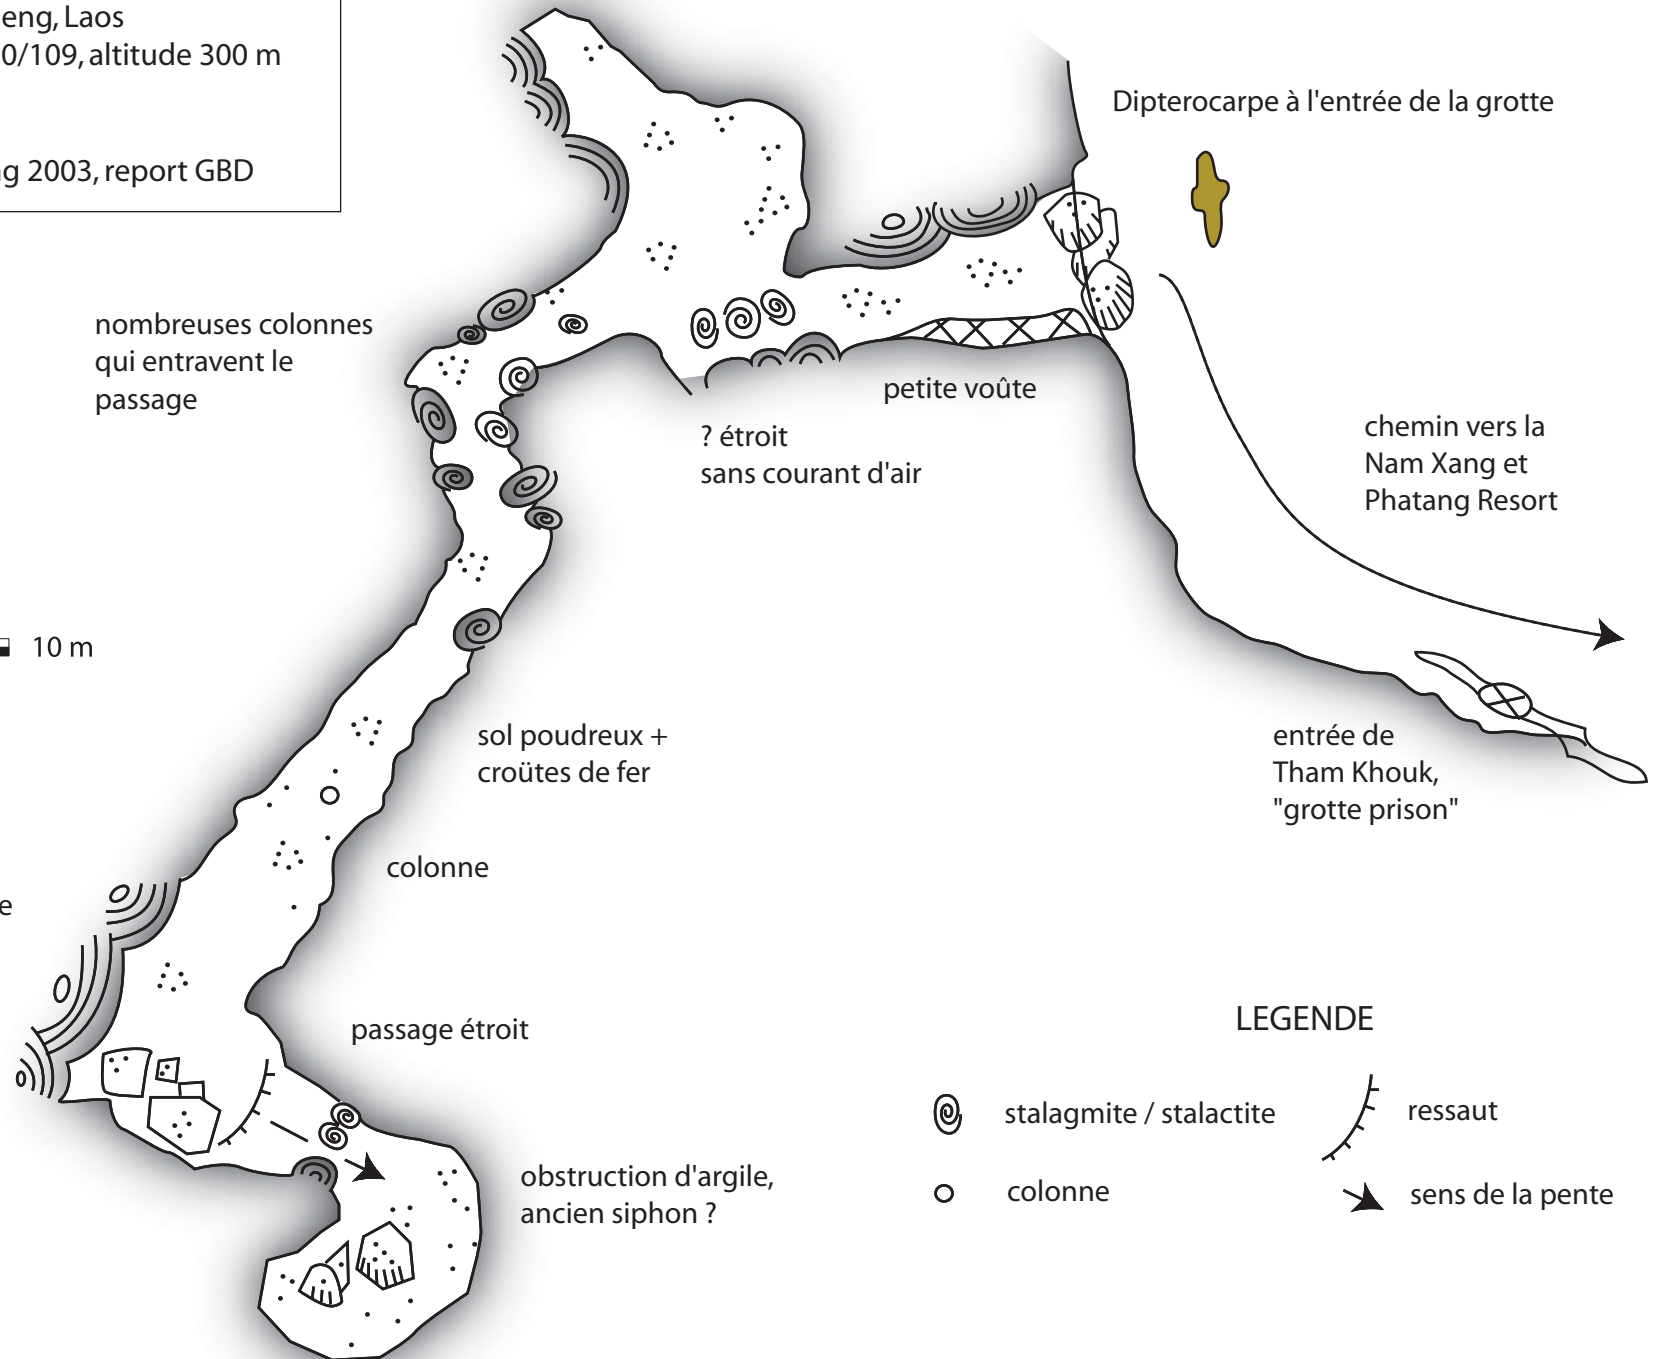 eng, Laos
0/109, altitude 300 m
g 2003, report GBD
Dipterocarpe à l'entrée de la grotte
nombreuses colonnes
qui entravent le
passage
petite voûte
? étroit
sans courant d'air
chemin vers la
Nam Xang et
Phatang Resort
10 m
sol poudreux +
croütes de fer
entrée de
Tham Khouk,
"grotte prison"
colonne
e
passage étroit
obstruction d'argile,
ancien siphon ?
LEGENDE
stalagmite / stalactite
ressaut
colonne
sens de la pente